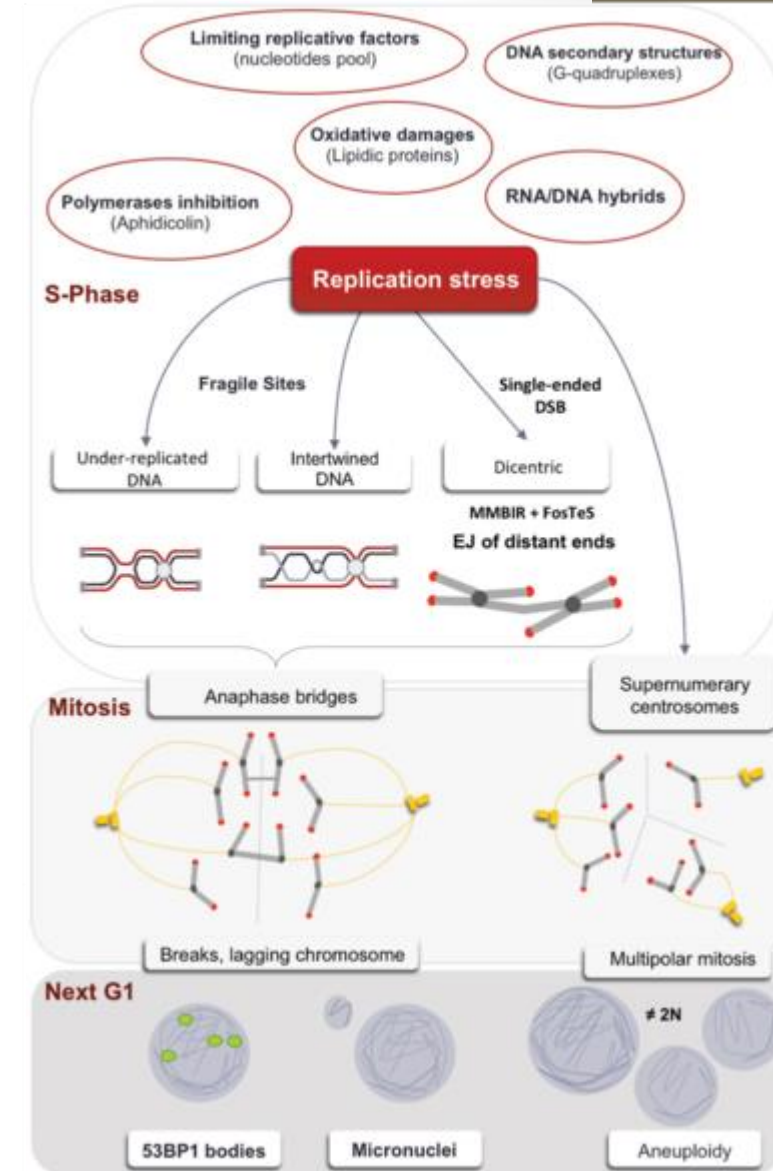 Limiting replicative factors
(nucleotides pool)
DNA secondary structures
(G-quadruplexes)
Oxidative damages
(Lipidic proteins)
Polymerases inhibition
(Aphidicolin)
RNA/DNA hybrids
Replication stress
S-Phase
Fragile Sites
Single-ended
DSB
Under-replicated
DNA
Intertwined
DNA
Dicentric
MMBIR + FosTeS
EJ of distant ends
Mitosis
Anaphase bridges
Supernumerary
centrosomes
Breaks, lagging chromosome
Multipolar mitosis
Next G1
≠ 2N
53BP1 bodies
Micronuclei
Aneuploidy